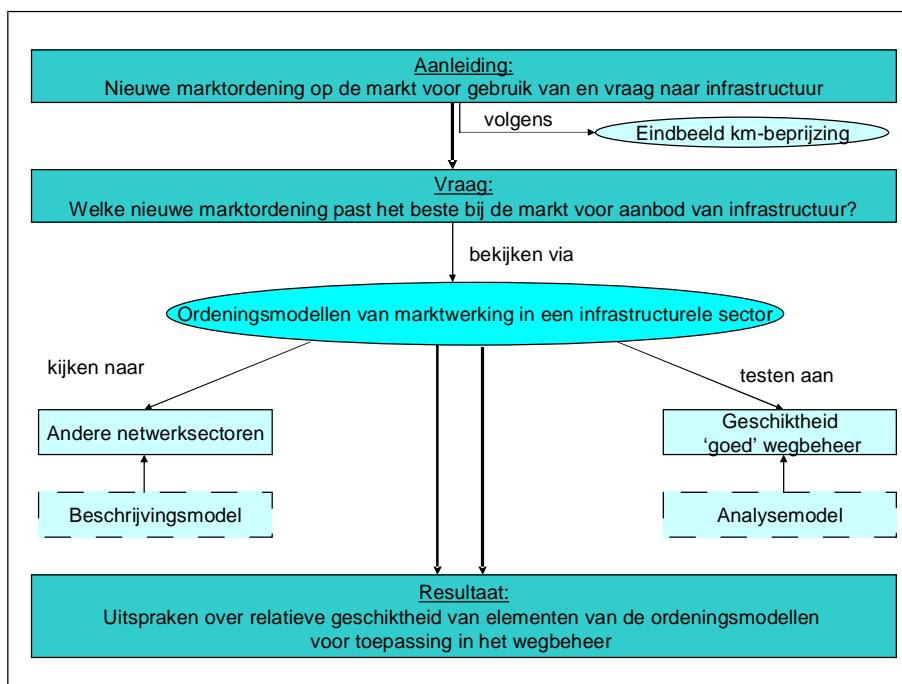 Aanleiding:
Nieuwe marktordening op de markt voor gebruik van en vraag naar infrastructuur
volgens
Eindbeeld km-beprijzing
Vraag:
Welke nieuwe marktordening past het beste bij de markt voor aanbod van infrastructuur?
bekijken via
Ordeningsmodellen van marktwerking in een infrastructurele sector
kijken naar
testen aan
Andere netwerksectoren
Geschiktheid
‘goed’ wegbeheer
Beschrijvingsmodel
Analysemodel
Resultaat:
Uitspraken over relatieve geschiktheid van elementen van de ordeningsmodellen
voor toepassing in het wegbeheer